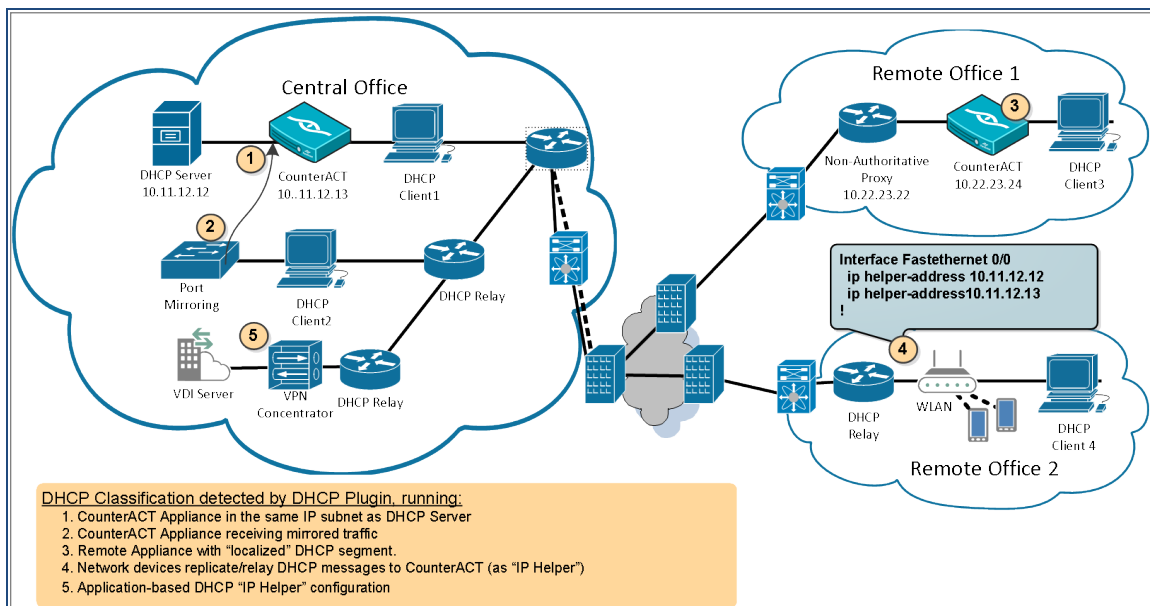 Central Office
DHCP Server
10.11.12.12
1
CounterACT
10..11.12.13
DHCP
Client1
2
Port
Mirroring
DHCP
Client2
DHCP Relay
5
VDI Server
VPN
Concentrator
DHCP Relay
Remote Office 1
3
Non-Authoritative
Proxy
10.22.23.22
CounterACT
10.22.23.24
DHCP
Client3
Interface Fastethernet 0/0
ip helper-address 10.11.12.12
ip helper-address10.11.12.13
!
4
DHCP
Relay
WLAN
DHCP
Client 4
Remote Office 2
DHCP Classification detected by DHCP Plugin, running:
1. CounterACT Appliance in the same IP subnet as DHCP Server
2. CounterACT Appliance receiving mirrored traffic
3. Remote Appliance with “localized” DHCP segment.
4. Network devices replicate/relay DHCP messages to CounterACT (as “IP Helper”)
5. Application-based DHCP “IP Helper” configuration